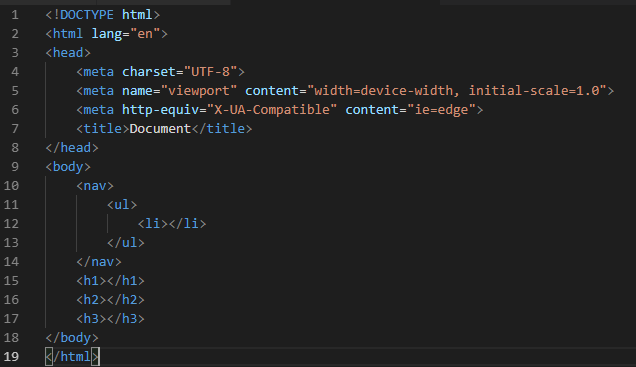 1 <!DOCTYPE html>
2 <html lang="en">
3 <head>
4     <meta charset="UTF-8">
5     <meta name="viewport" content="width=device-width, initial-scale=1.0">
6     <meta http-equiv="X-UA-Compatible" content="ie=edge">
7     <title>Document</title>
8 </head>
9 <body>
10     <nav>
11         <ul>
12             <li></li>
13         </ul>
14     </nav>
15     <h1></h1>
16     <h2></h2>
17     <h3></h3>
18 </body>
19 </html>